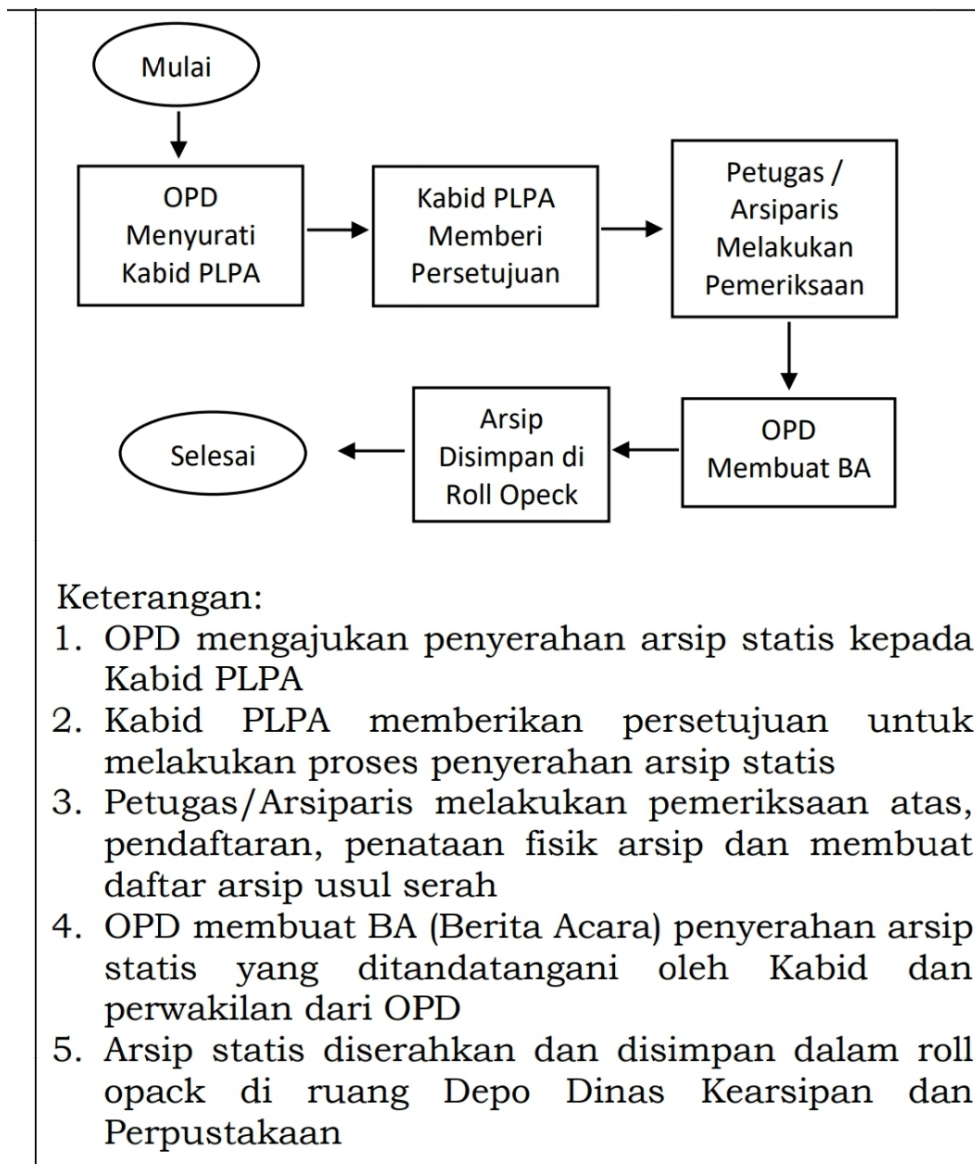 Mulai
OPD
Menyurati
Kabid PLPA
Kabid PLPA
Memberi
Persetujuan
Petugas /
Arsiparis
Melakukan
Pemeriksaan
OPD
Membuat BA
Arsip
Disimpan di
Roll Opeck
Selesai
Keterangan:
1. OPD mengajukan penyerahan arsip statis kepada
Kabid PLPA
2. Kabid PLPA memberikan persetujuan untuk
melakukan proses penyerahan arsip statis
3. Petugas/Arsiparis melakukan pemeriksaan atas,
pendaftaran, penataan fisik arsip dan membuat
daftar arsip usul serah
4. OPD membuat BA (Berita Acara) penyerahan arsip
statis yang ditandatangani oleh Kabid dan
perwakilan dari OPD
5. Arsip statis diserahkan dan disimpan dalam roll
opack di ruang Depo Dinas Kearsipan dan
Perpustakaan